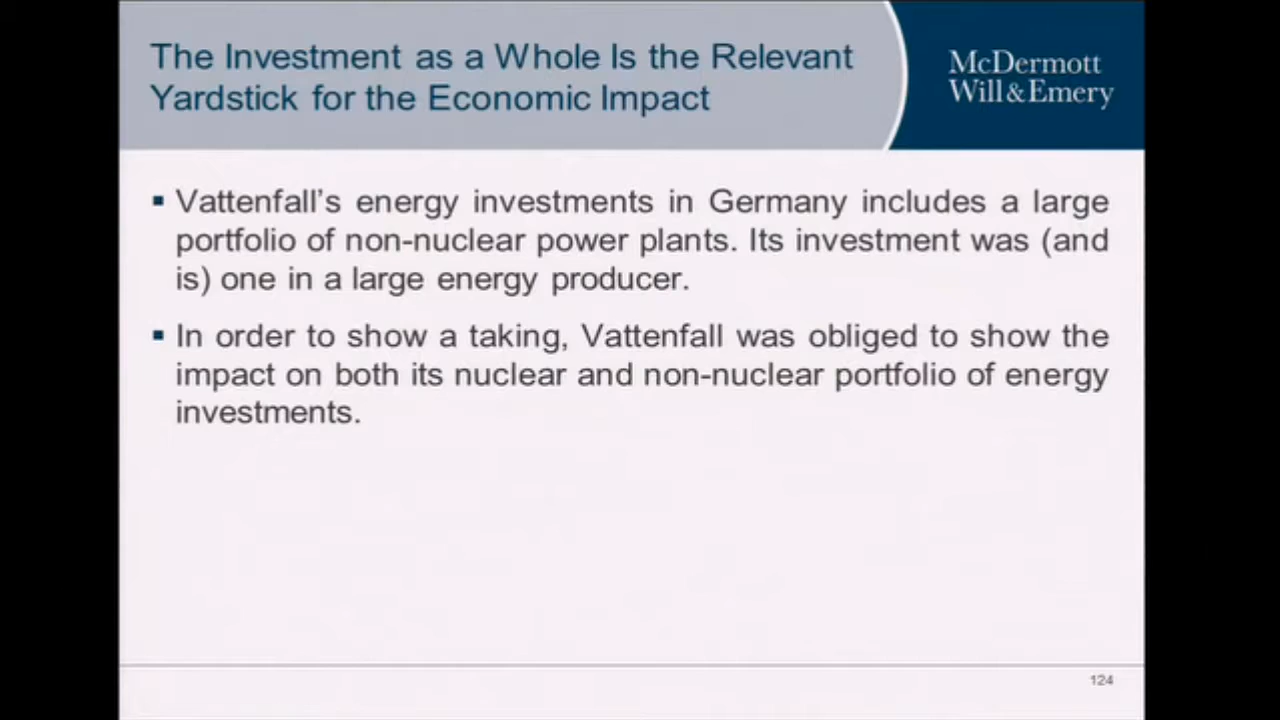 The Investment as a Whole Is the Relevant
Yardstick for the Economic Impact
McDermott
Will & Emery
▪ Vattenfall’s energy investments in Germany includes a large
portfolio of non-nuclear power plants. Its investment was (and
is) one in a large energy producer.
▪ In order to show a taking, Vattenfall was obliged to show the
impact on both its nuclear and non-nuclear portfolio of energy
investments.
124